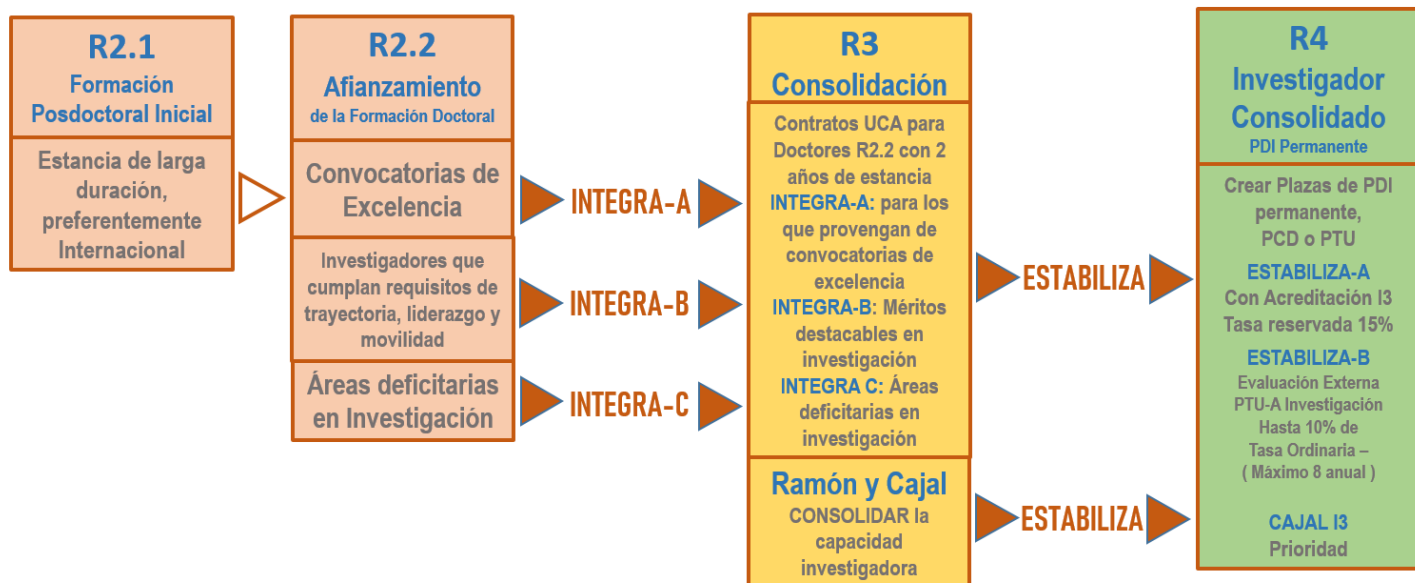 R2.1
Formación
Posdoctoral Inicial
Estancia de larga
duración,
preferentemente
Internacional
R2.2
Afianzamiento
de la Formación Doctoral
Convocatorias de
Excelencia
Investigadores que
cumplan requisitos de
trayectoria, liderazgo y
movilidad
Áreas deficitarias
en Investigación
INTEGRA-A
INTEGRA-B
INTEGRA-C
R3
Consolidación
Contratos UCA para
Doctores R2.2 con 2
años de estancia
INTEGRA-A: para los
que provengan de
convocatorias de
excelencia
INTEGRA-B: Méritos
destacables en
investigación
INTEGRA C: Áreas
deficitarias en
investigación
Ramón y Cajal
CONSOLIDAR la
capacidad
investigadora
ESTABILIZA
ESTABILIZA
R4
Investigador
Consolidado
PDI Permanente
Crear Plazas de PDI
permanente,
PCD o PTU
ESTABILIZA-A
Con Acreditación I3
Tasa reservada 15%
ESTABILIZA-B
Evaluación Externa
PTU-A Investigación
Hasta 10% de
Tasa Ordinaria –
( Máximo 8 anual )
CAJAL I3
Prioridad